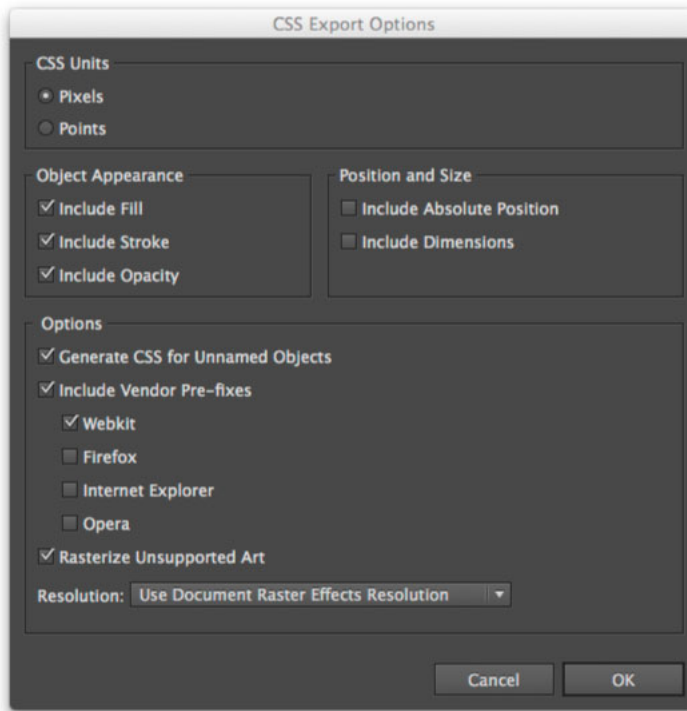 CSS Export Options
CSS Units
Pixels
Points
Object Appearance
Include Fill
Include Stroke
Include Opacity
Position and Size
Include Absolute Position
Include Dimensions
Options
Generate CSS for Unnamed Objects
Include Vendor Pre-fixes
Webkit
Firefox
Internet Explorer
Opera
Rasterize Unsupported Art
Resolution: Use Document Raster Effects Resolution
Cancel OK